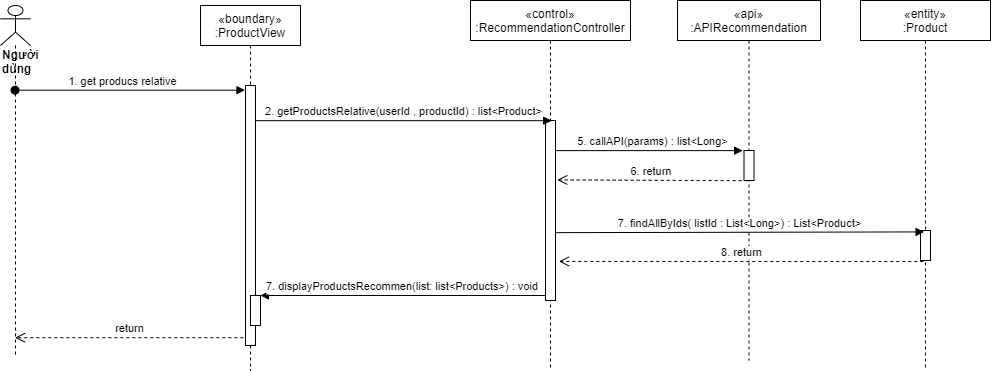 «boundary»
:ProductView
«control»
:RecommendationController
«api»
:APIRecommendation
«entity»
:Product
Người
dùng
1. get producs relative
2. getProductsRelative(userId , productId) : list<Product>
5. callAPI(params) : list<Long>
6. return
7. findAllByIds( listId : List<Long>) : List<Product>
8. return
7. displayProductsRecommen(list: list<Products>) : void
return